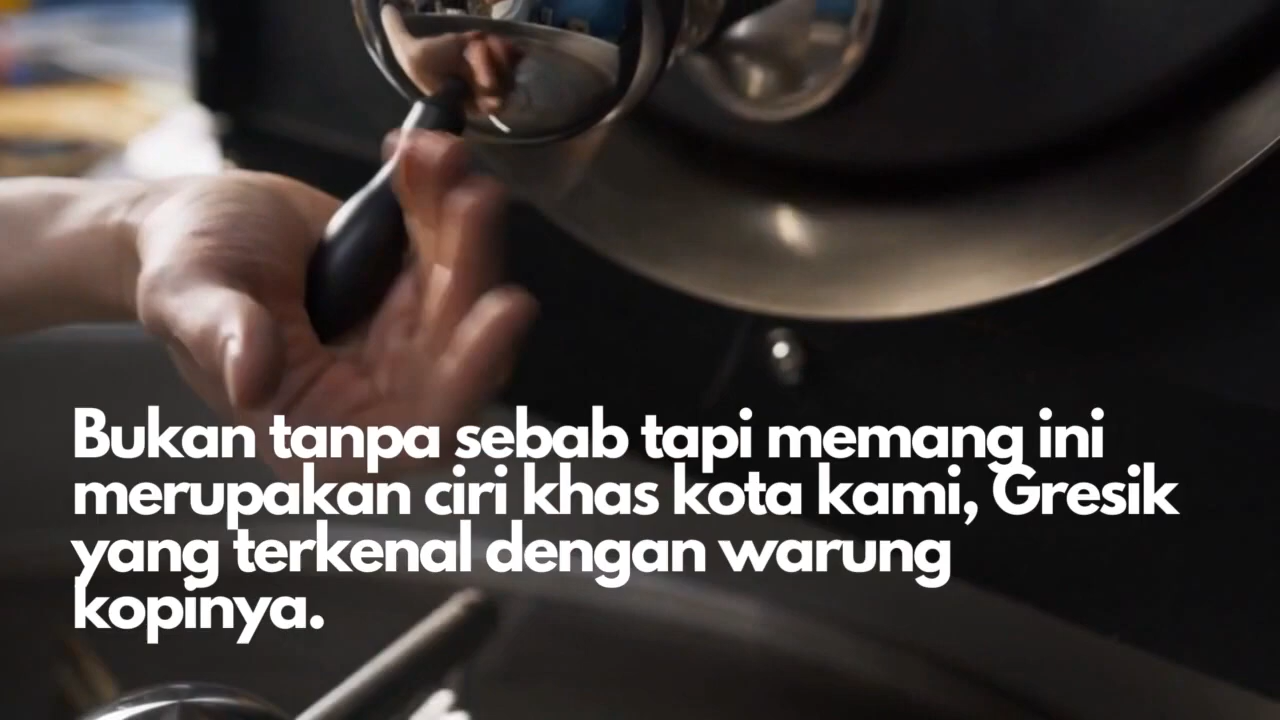 Bukan tanpa sebab tapi memang ini
merupakan ciri khas kota kami, Gresik
yang terkenal dengan warung
kopinya.